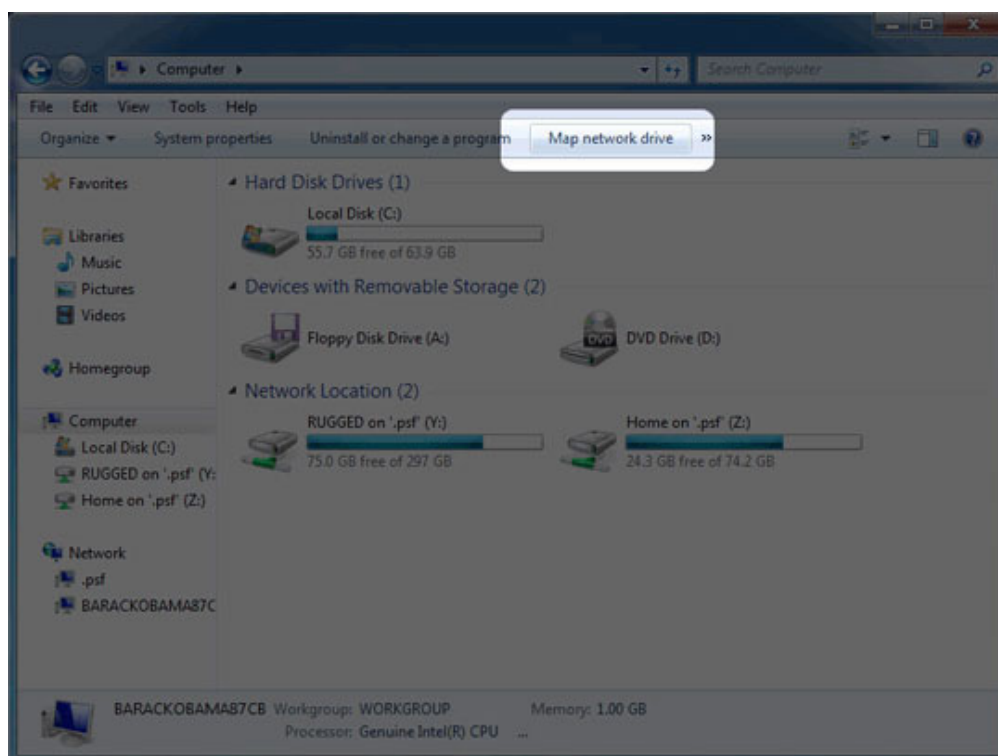 Computer
Search Computer
File Edit View Tools Help
Organize System properties Uninstall or change a program Map network drive »
Favorites
Libraries
Music
Pictures
Videos
Homegroup
Computer
Local Disk (C:)
RUGGED on '.psf' (Y:
Home on '.psf' (Z:)
Network
.psf
BARACKOBAMA87C
Hard Disk Drives (1)
Local Disk (C:)
55.7 GB free of 63.9 GB
Devices with Removable Storage (2)
Floppy Disk Drive (A:)
DVD
DVD Drive (D:)
Network Location (2)
RUGGED on '.psf' (Y:)
75.0 GB free of 297 GB
Home on '.psf' (Z:)
24.3 GB free of 74.2 GB
BARACKOBAMA87CB Workgroup: WORKGROUP Memory: 1.00 GB
Processor: Genuine Intel(R) CPU ...